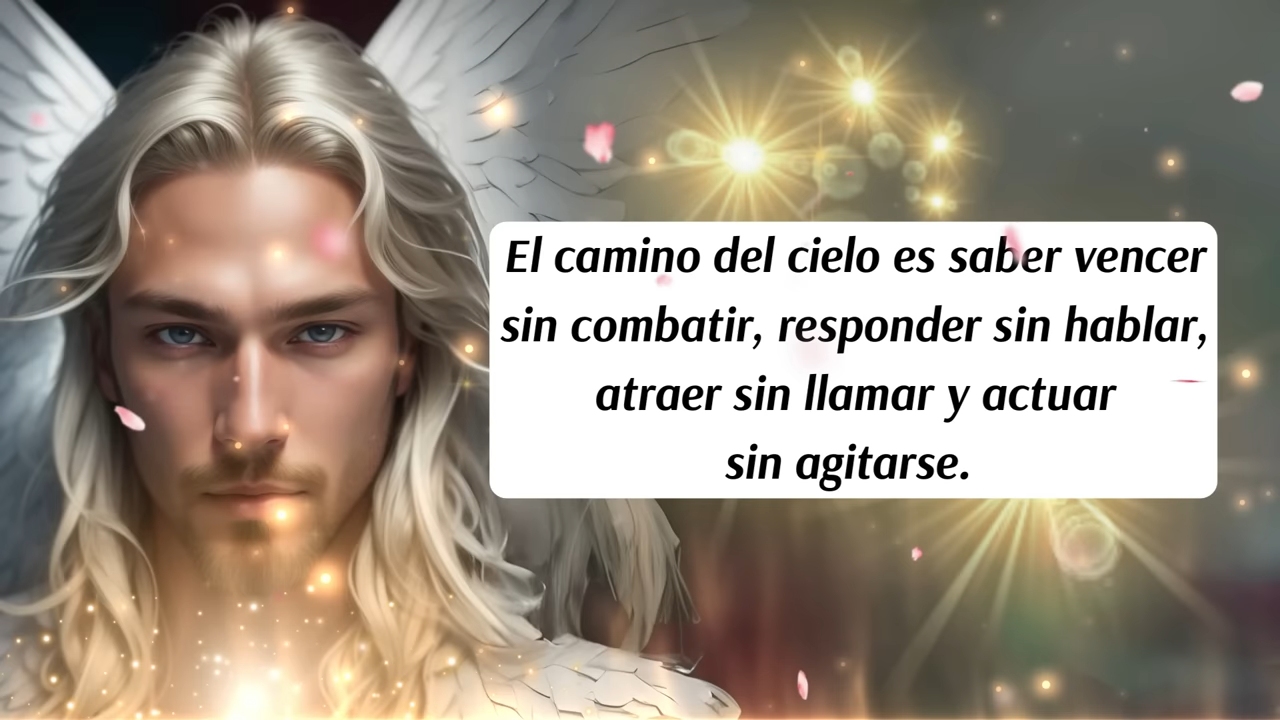 El camino del cielo es saber vencer
sin combatir, responder sin hablar,
atraer sin llamar y actuar
sin agitarse.